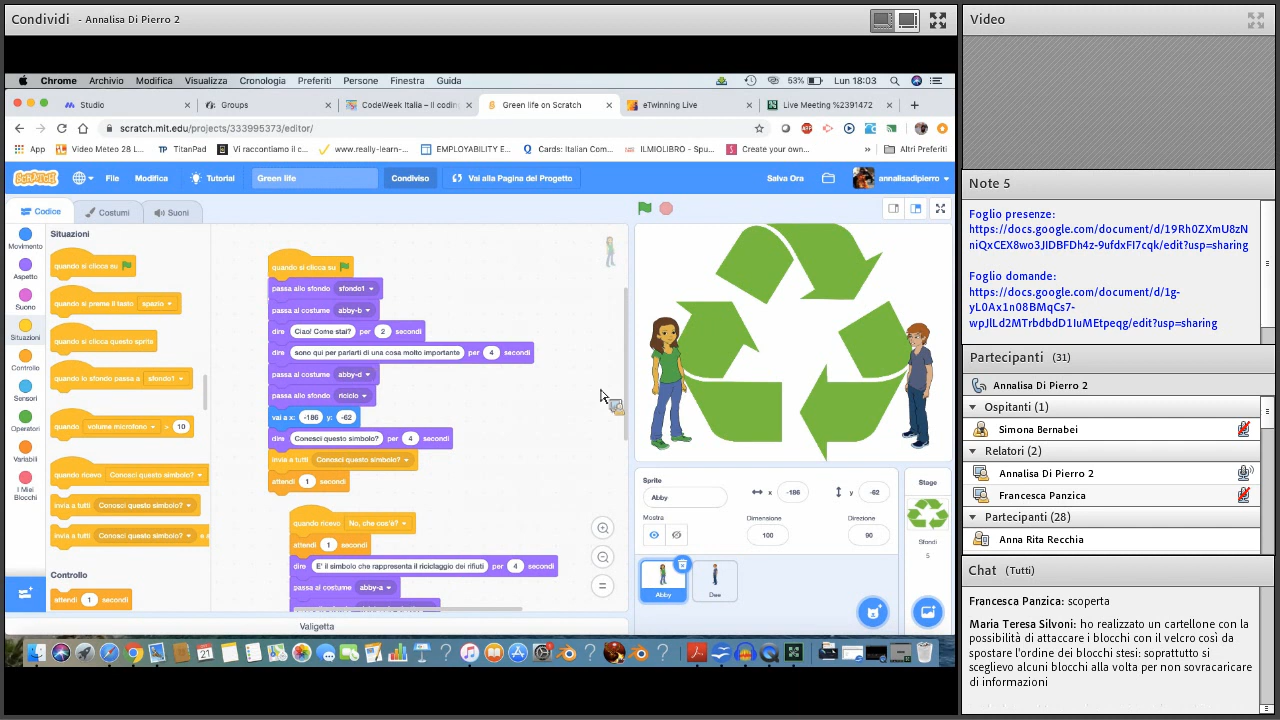 Condividi - Annalisa Di Pierro 2
Chrome Archivio Modifica Visualizza Cronologia Preferiti Persone Finestra Guida 53% Lun 18:03
Studio Groups CodeWeek Italia – Il codin Green life on Scratch eTwinning Live Live Meeting %2391472
scratch.mit.edu/projects/333995373/editor/
App Video Meteo 28 L... TitanPad Vi raccontiamo il c... www.really-learn-... EMPLOYABILITY E... Cards: Italian Com... ILMIOLIBRO - Spu... Create your own... » Altri Preferiti
SCRATCH File Modifica Tutorial Green life Condiviso Vai alla Pagina del Progetto Salva Ora annalisadipierro
Codice Costumi Suoni
Movimento
Aspetto
Suono
Situazioni
Controllo
Sensori
Operatori
Variabili
I Miei
Blocchi
Situazioni
quando si clicca su
quando si preme il tasto spazio
quando si clicca questo sprite
quando lo sfondo passa a sfondo1
quando volume microfono > 10
quando ricevo Conosci questo simbolo?
invia a tutti Conosci questo simbolo?
invia a tutti Conosci questo simbolo? e a
Controllo
attendi 1 secondi
quando si clicca su
passa allo sfondo sfondo1
passa al costume abby-b
dire Ciao! Come stai? per 2 secondi
dire sono qui per parlarti di una cosa molto importante per 4 secondi
passa al costume abby-d
passa allo sfondo riciclo
vai a x: -186 y: -62
dire Conosci questo simbolo? per 4 secondi
invia a tutti Conosci questo simbolo?
attendi 1 secondi
quando ricevo No, che cos'è?
attendi 1 secondi
dire E' il simbolo che rappresenta il riciclaggio dei rifiuti per 4 secondi
passa al costume abby-a
Valigetta
Sprite
Abby x -186 y -62
Mostra Dimensione 100 Direzione 90
Abby Dee
Stage
Sfondi
5
Video
Note 5
Foglio presenze:
https://docs.google.com/document/d/19Rh0ZXmU8zN
niQxCEX8wo3JIDBFDh4z-9ufdxFI7cqk/edit?usp=sharing
Foglio domande:
https://docs.google.com/document/d/1g-
yL0Ax1n08BMqCs7-
wpJlLd2MTrbdbdD1IuMEtpeqg/edit?usp=sharing
Partecipanti (31)
Annalisa Di Pierro 2
Ospitanti (1)
Simona Bernabei
Relatori (2)
Annalisa Di Pierro 2
Francesca Panzica
Partecipanti (28)
Anna Rita Recchia
Chat (Tutti)
Francesca Panzica: scoperta
Maria Teresa Silvoni: ho realizzato un cartellone con la
possibilità di attaccare i blocchi con il velcro così da
spostare l'ordine dei blocchi stesi: soprattutto si
sceglievo alcuni blocchi alla volta per non sovracaricare
di informazioni